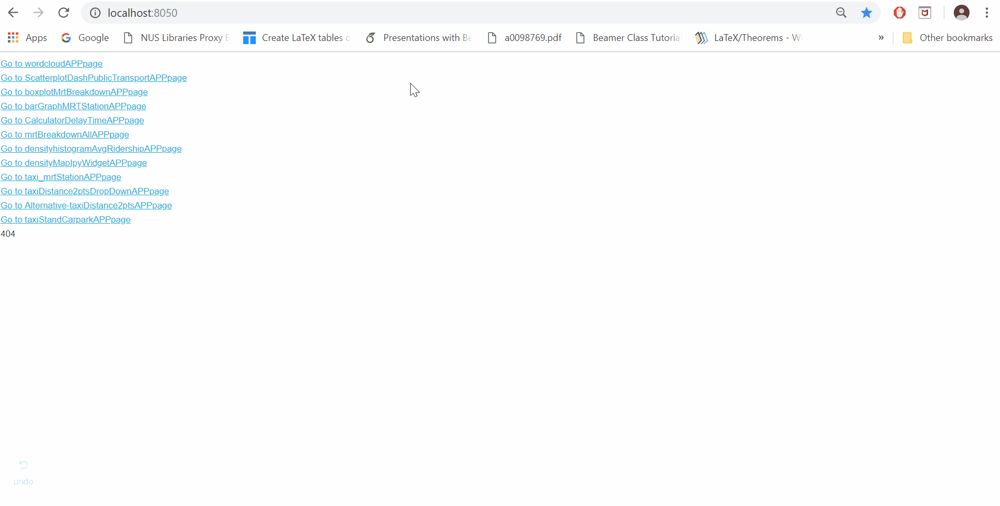 localhost:8050
Apps Google NUS Libraries Proxy Create LaTeX tables Presentations with a0098769.pdf Beamer Class LaTeX/Theorems - » Other bookmarks
Go to wordcloudAPPpage
Go to ScatterplotDashPublicTransportAPPpage
Go to boxplotMrtBreakdownAPPpage
Go to barGraphMRTStationAPPpage
Go to CalculatorDelayTimeAPPpage
Go to mrtBreakdownAllAPPpage
Go to densityhistogramAvgRidershipAPPpage
Go to densityMapIpyWidgetAPPpage
Go to taxi_mrtStationAPPpage
Go to taxiDistance2ptsDropDownAPPpage
Go to Alternative-taxiDistance2ptsAPPpage
Go to taxiStandCarparkAPPpage
404
undo